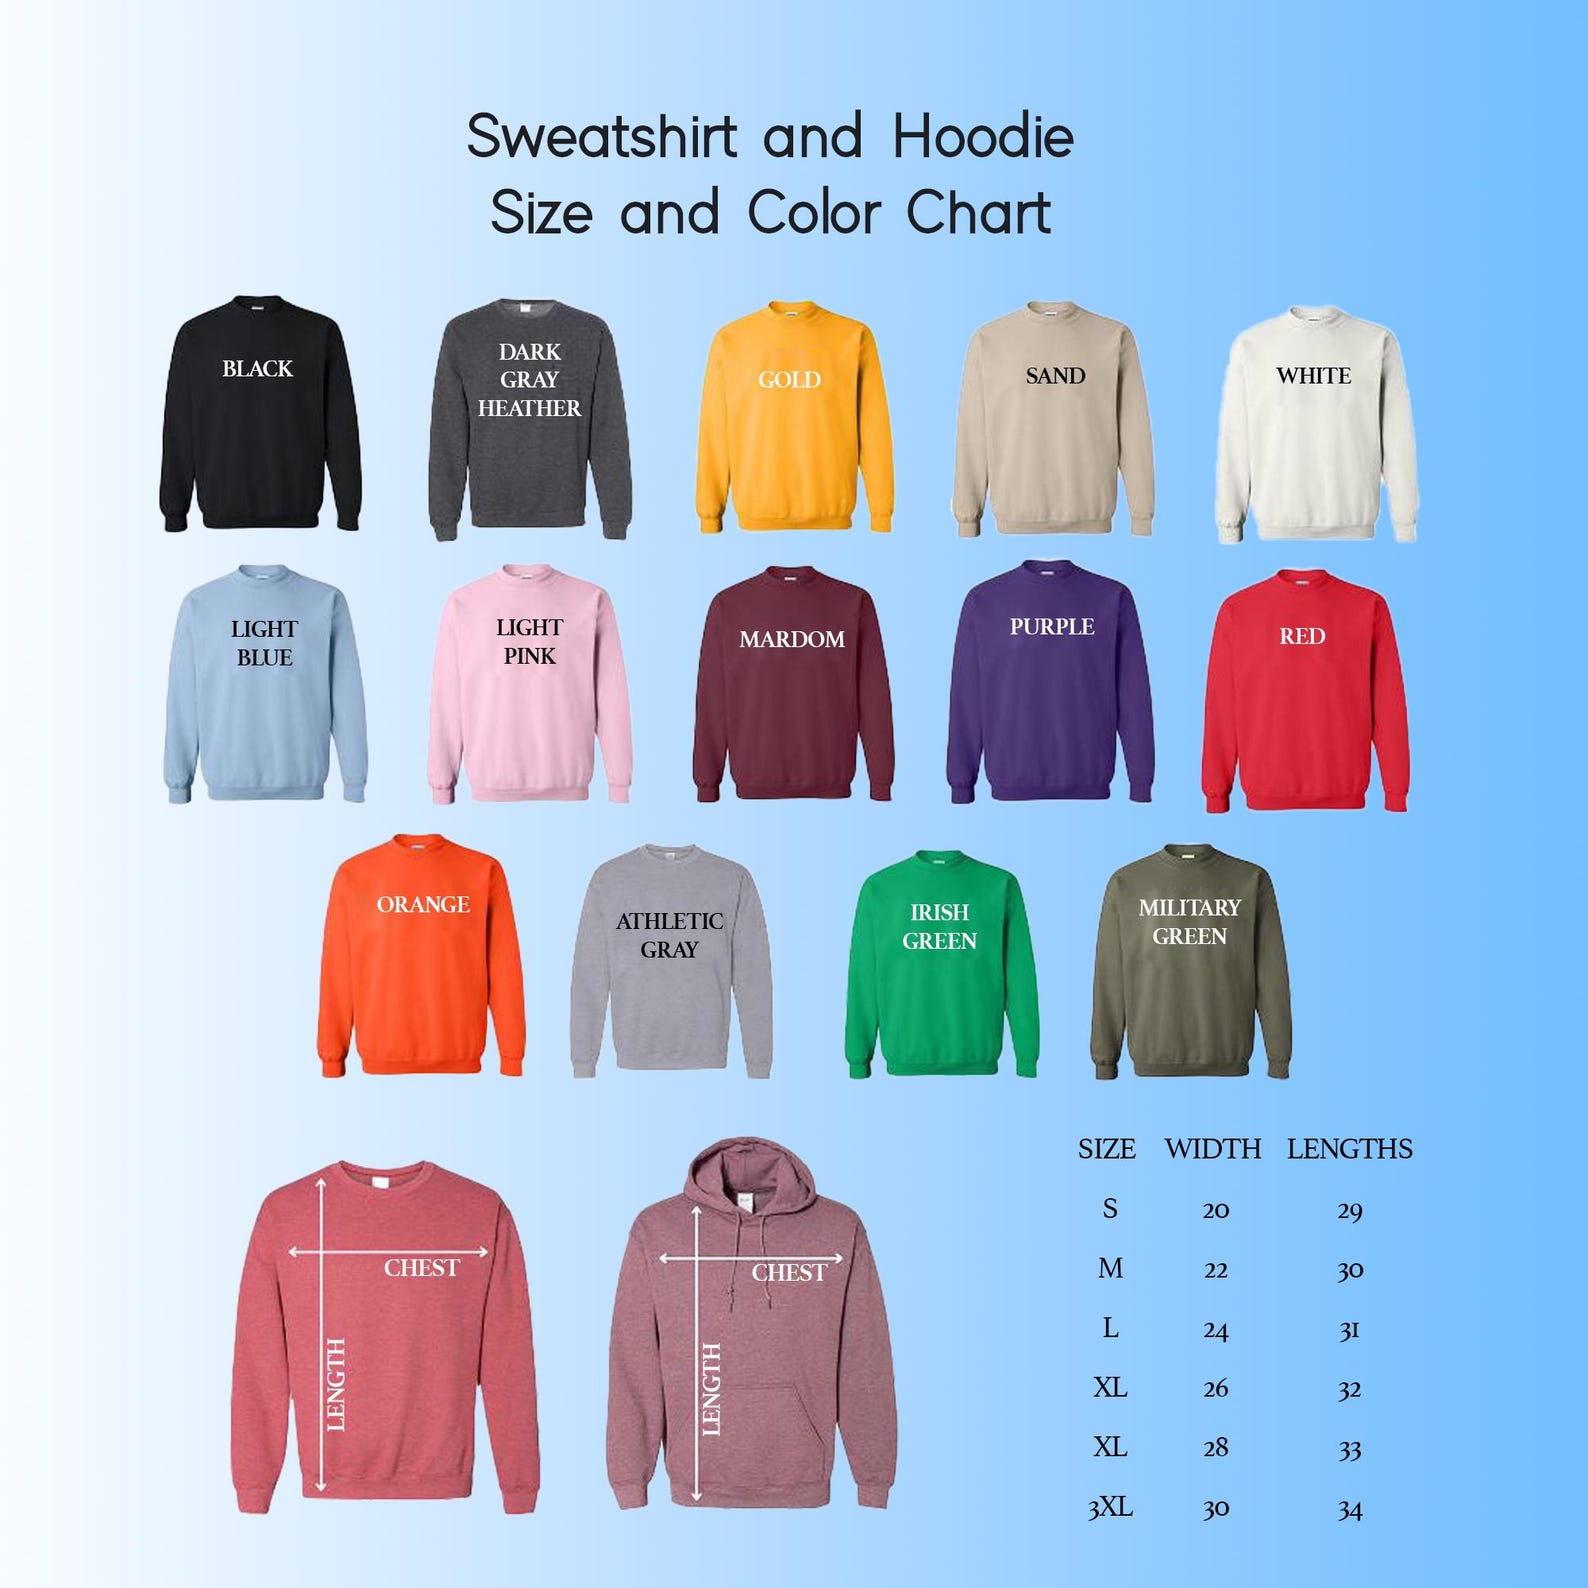 Sweatshirt and Hoodie
Size and Color Chart
BLACK
DARK
GRAY
HEATHER
GOLD
SAND
WHITE
LIGHT
BLUE
LIGHT
PINK
MARDOM
PURPLE
RED
ORANGE
ATHLETIC
GRAY
IRISH
GREEN
MILITARY
GREEN
CHEST
LENGTH
CHEST
LENGTH
SIZE WIDTH LENGTHS
S 20 29
M 22 30
L 24 31
XL 26 32
XL 28 33
3XL 30 34